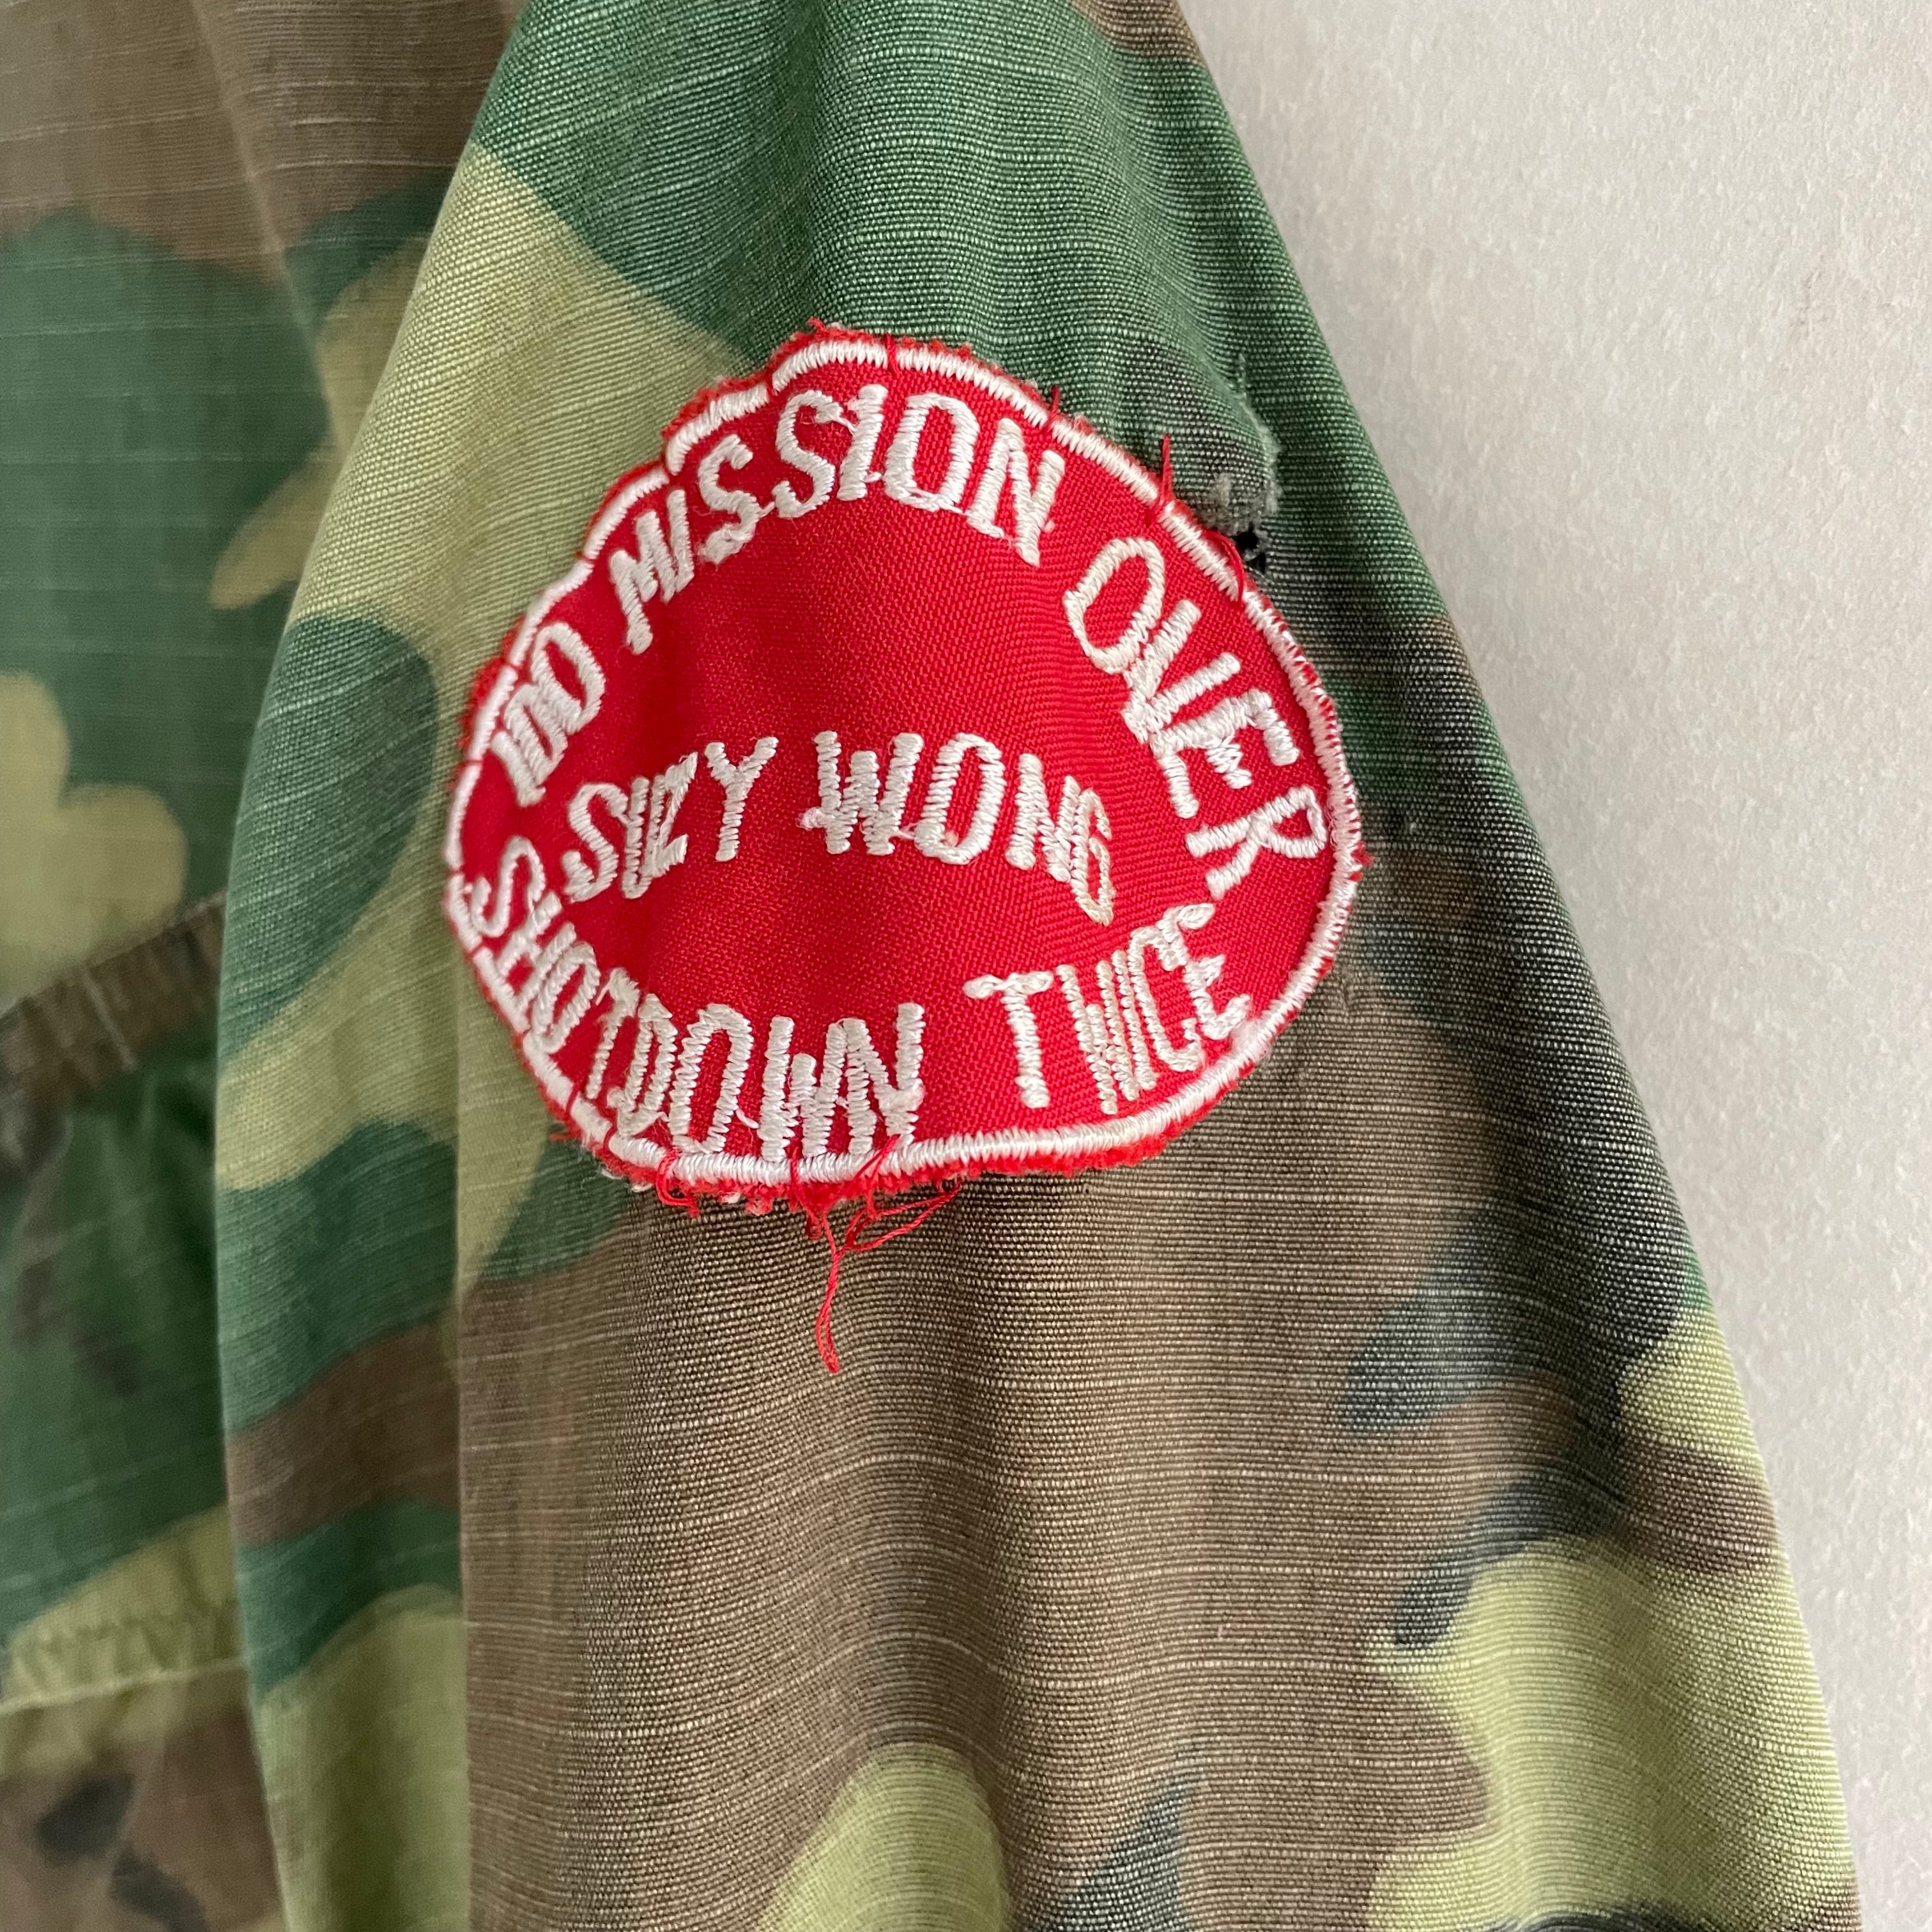 100 MISSION OVER
SUZY WONG
SHOTDOWN TWICE